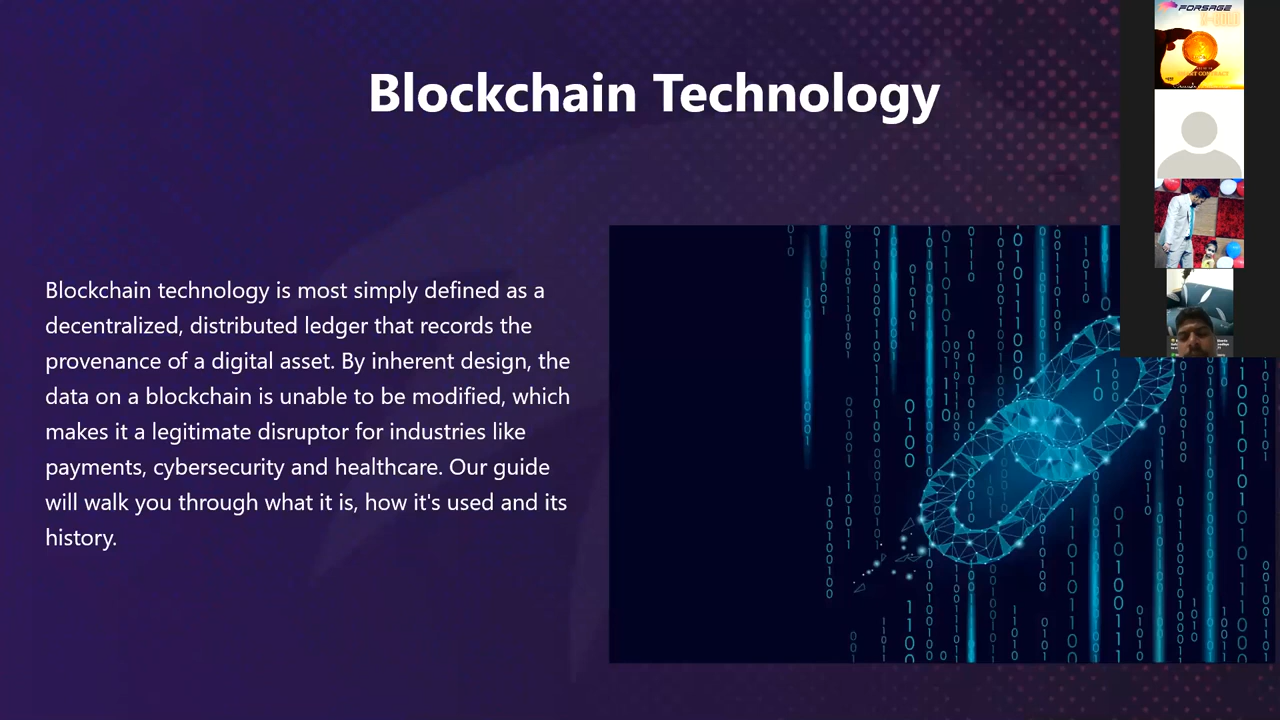 Blockchain Technology
Blockchain technology is most simply defined as a
decentralized, distributed ledger that records the
provenance of a digital asset. By inherent design, the
data on a blockchain is unable to be modified, which
makes it a legitimate disruptor for industries like
payments, cybersecurity and healthcare. Our guide
will walk you through what it is, how it's used and its
history.
FORSAGE